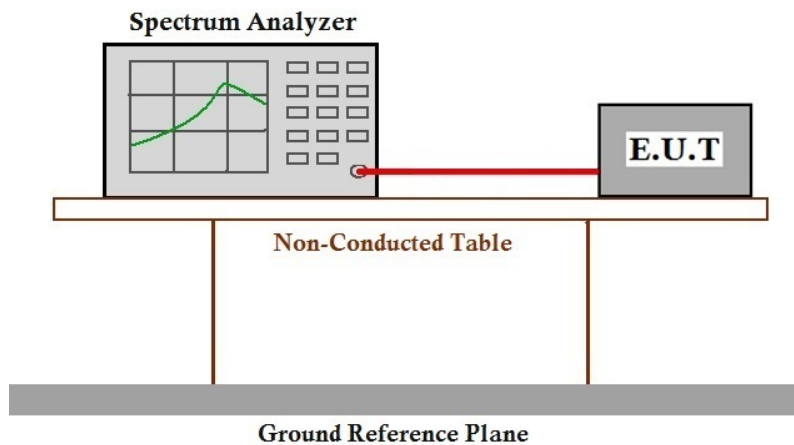 Spectrum Analyzer
E.U.T
Non-Conducted Table
Ground Reference Plane